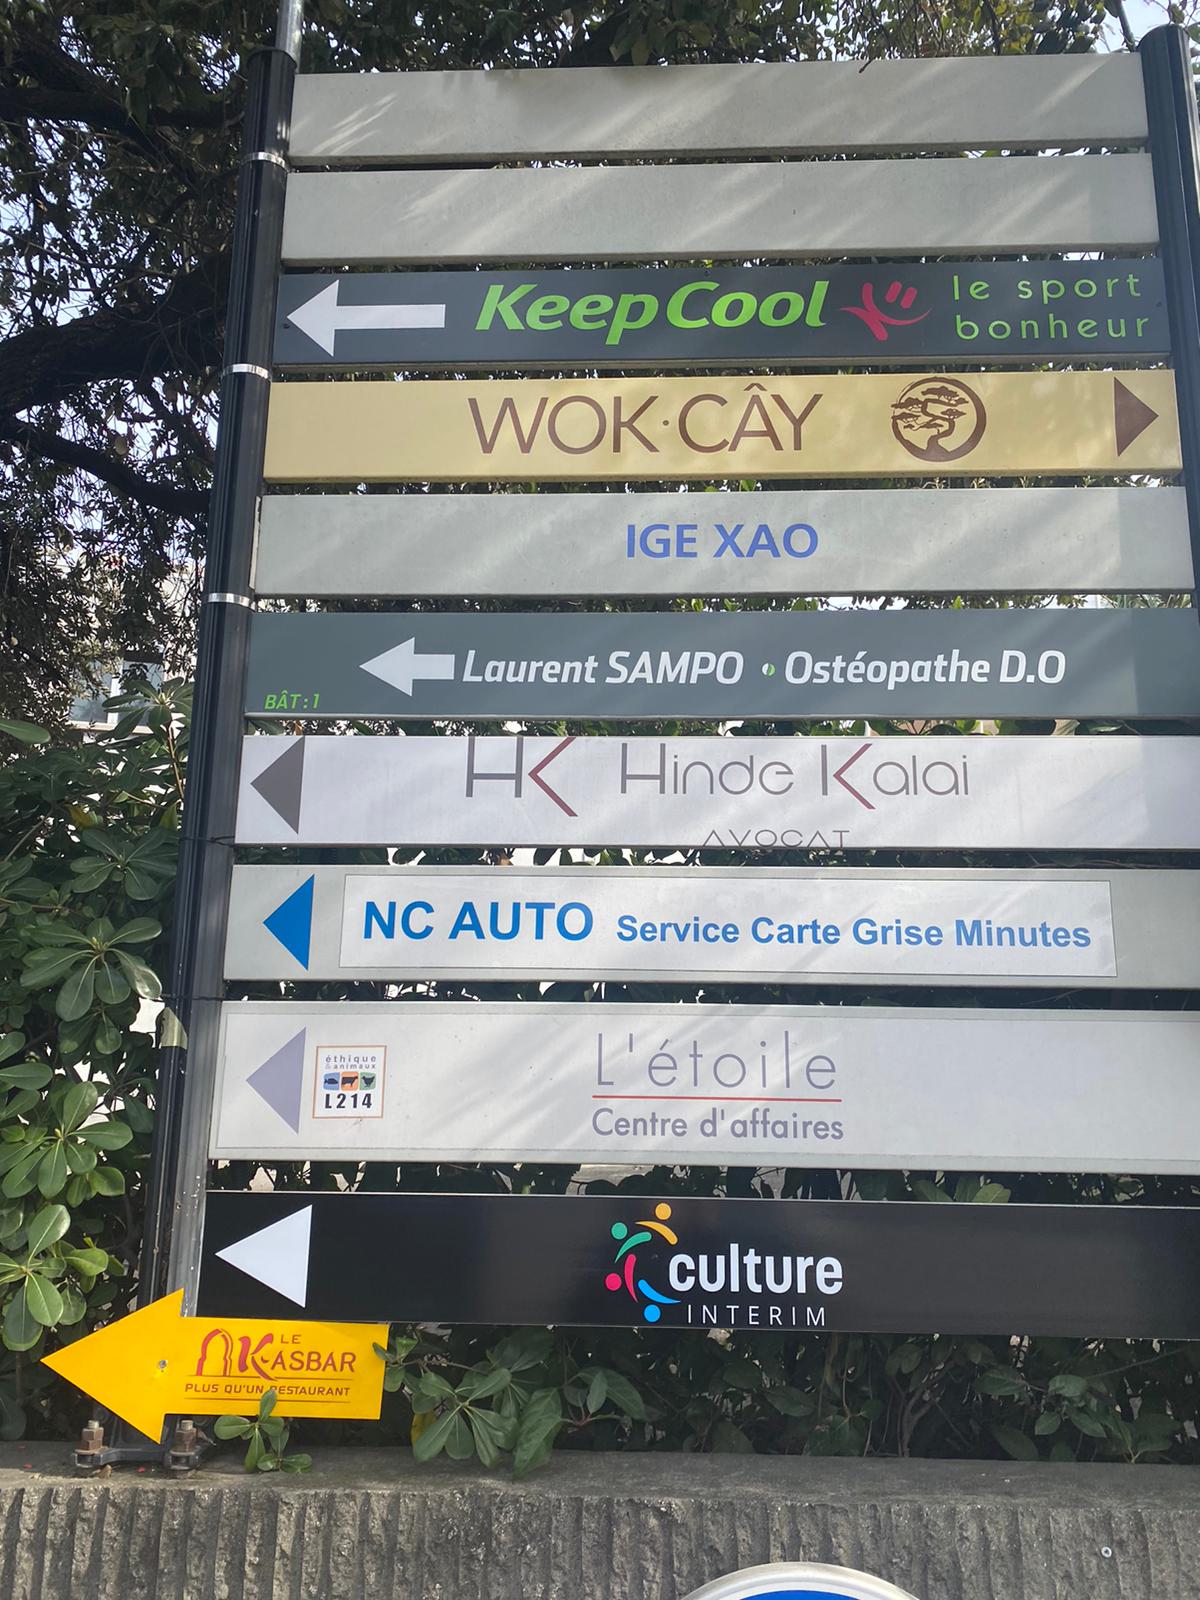 KeepCool le sport
bonheur
WOK·CÂY
IGE XAO
Laurent SAMPO • Ostéopathe D.O
BÂT : 1
HK Hinde Kalai
AVOCAT
NC AUTO Service Carte Grise Minutes
éthique
& animaux
L214
L'étoile
Centre d'affaires
culture
INTERIM
LE
KASBAR
PLUS QU'UN RESTAURANT